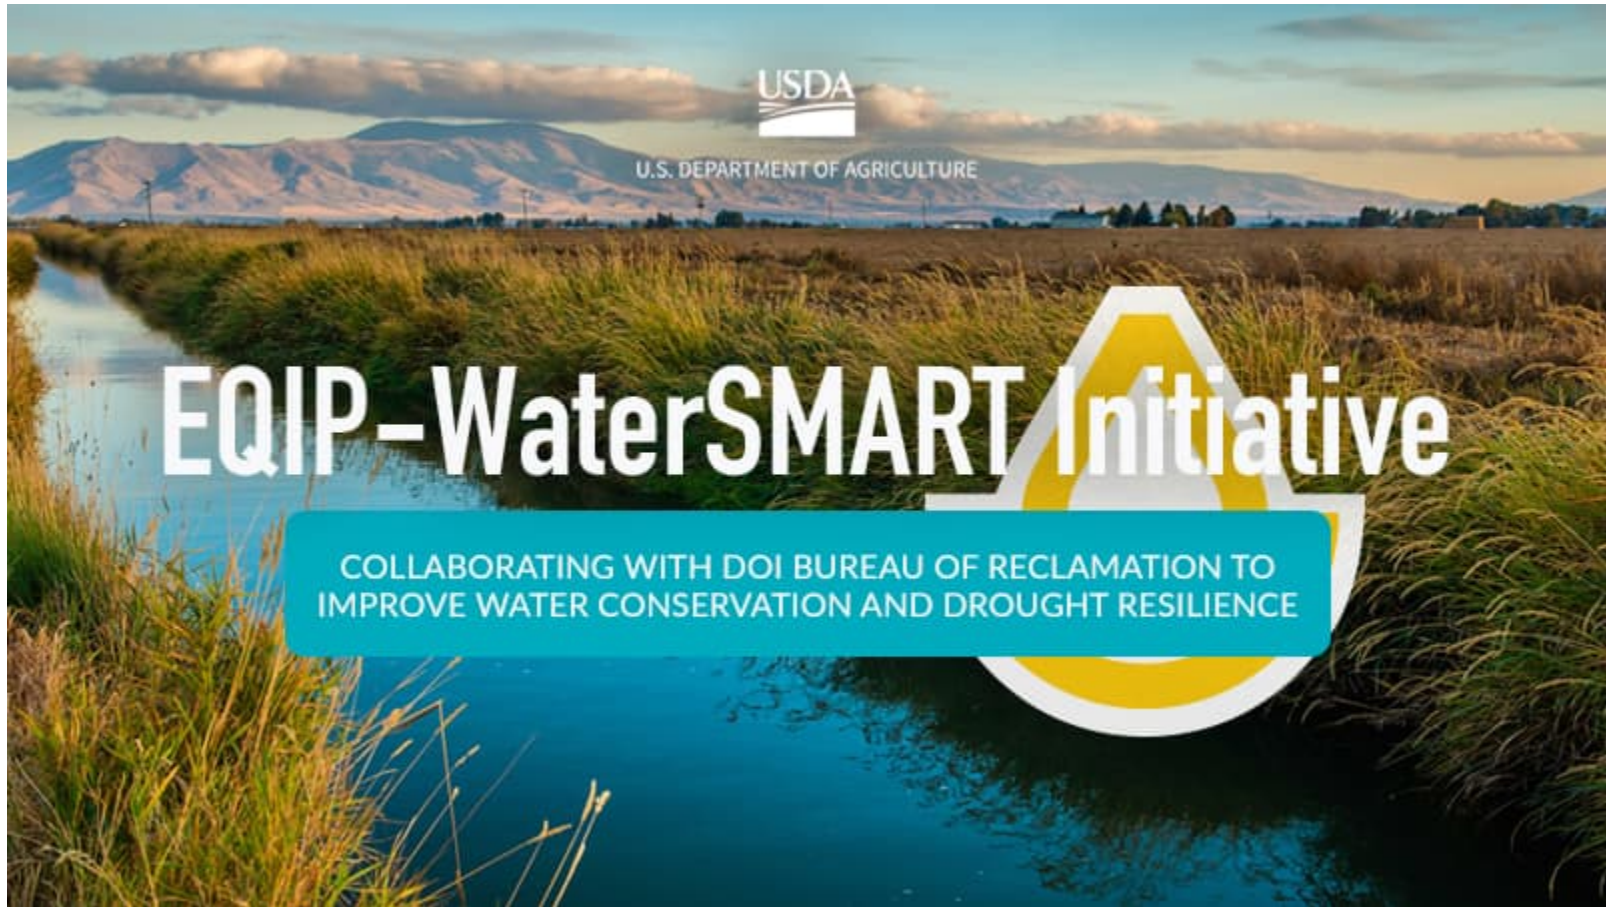 USDA
U.S. DEPARTMENT OF AGRICULTURE
EQIP-WaterSMART Initiative
COLLABORATING WITH DOI BUREAU OF RECLAMATION TO
IMPROVE WATER CONSERVATION AND DROUGHT RESILIENCE